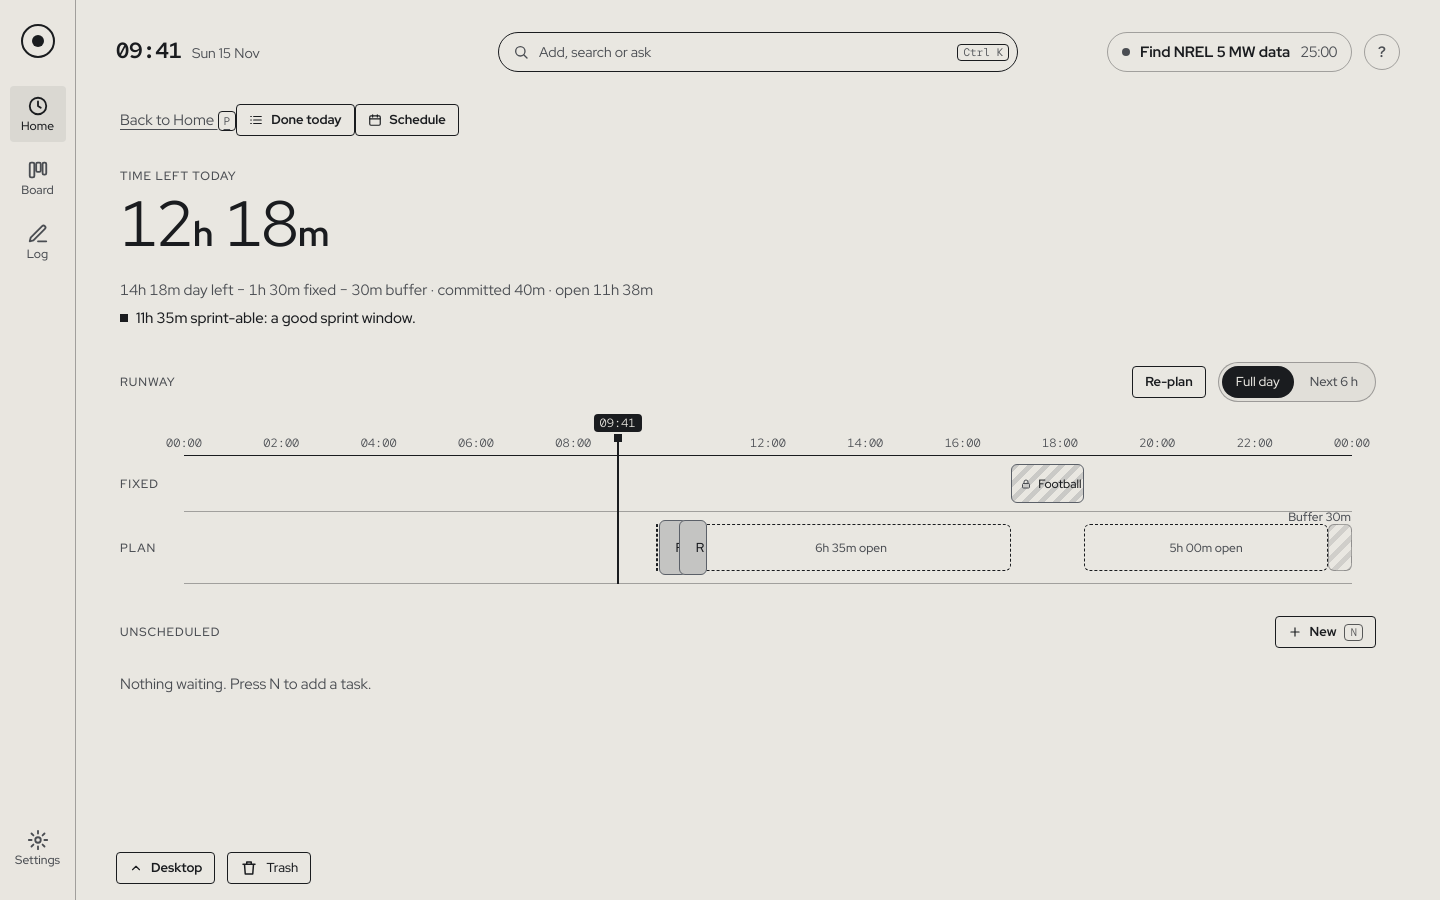 09:41 Sun 15 Nov
Add, search or ask Ctrl K
Find NREL 5 MW data 25:00
?
Home
Board
Log
Settings
Back to Home P
Done today
Schedule
TIME LEFT TODAY
12h 18m
14h 18m day left − 1h 30m fixed − 30m buffer · committed 40m · open 11h 38m
11h 35m sprint-able: a good sprint window.
RUNWAY
Re-plan
Full day
Next 6 h
09:41
00:00 02:00 04:00 06:00 08:00 12:00 14:00 16:00 18:00 20:00 22:00 00:00
FIXED
Football
Buffer 30m
PLAN
R
6h 35m open
5h 00m open
UNSCHEDULED
New N
Nothing waiting. Press N to add a task.
Desktop
Trash